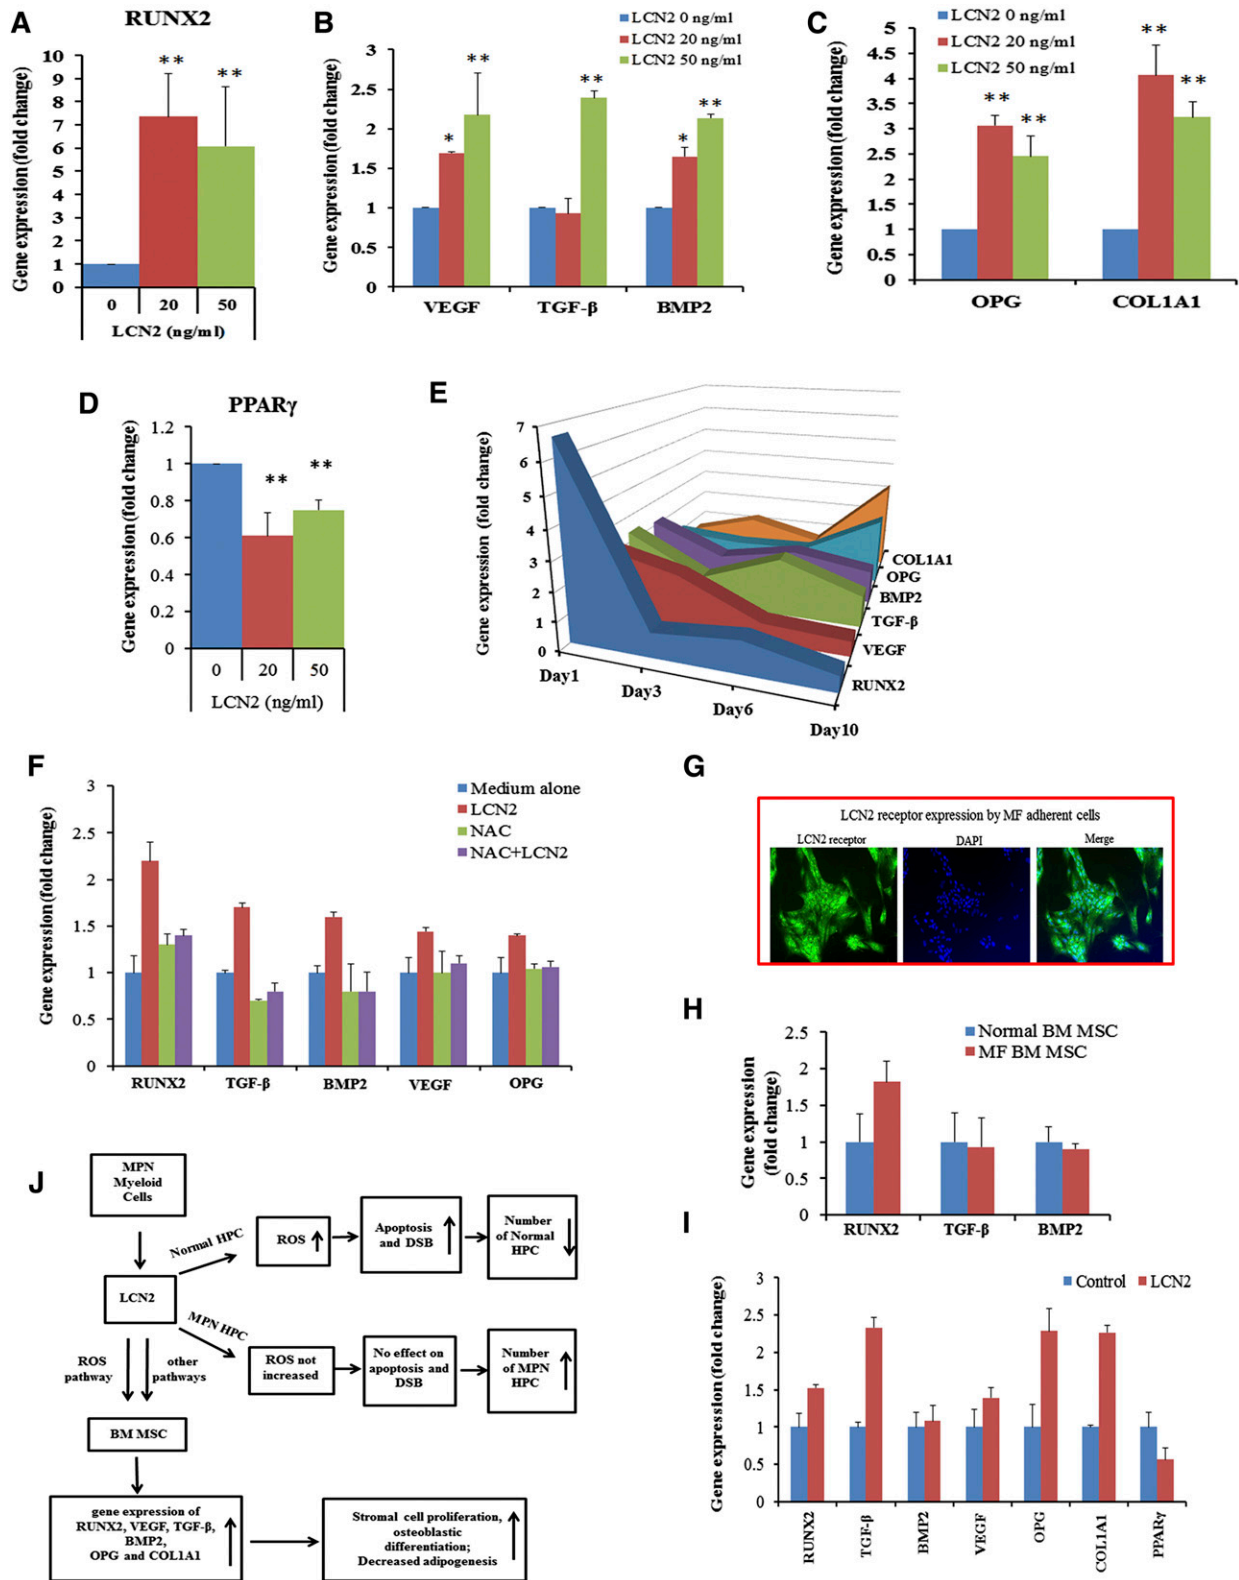 A
RUNX2
Gene expression (fold change)
10
9
8
7
6
5
4
3
2
1
0
**
**
0 20 50
LCN2 (ng/ml)
B
LCN2 0 ng/ml
LCN2 20 ng/ml
LCN2 50 ng/ml
Gene expression (fold change)
3
2.5
2
1.5
1
0.5
0
*
**
**
*
**
VEGF TGF-β BMP2
C
LCN2 0 ng/ml
LCN2 20 ng/ml
LCN2 50 ng/ml
Gene expression (fold change)
5
4.5
4
3.5
3
2.5
2
1.5
1
0.5
0
**
**
**
**
OPG COL1A1
D
PPARγ
Gene expression (fold change)
1.2
1
0.8
0.6
0.4
0.2
0
**
**
0 20 50
LCN2 (ng/ml)
E
Gene expression (fold change)
7
6
5
4
3
2
1
0
Day1
Day3
Day6
Day10
COL1A1
OPG
BMP2
TGF-β
VEGF
RUNX2
F
Gene expression (fold change)
3
2.5
2
1.5
1
0.5
0
Medium alone
LCN2
NAC
NAC+LCN2
RUNX2 TGF-β BMP2 VEGF OPG
G
LCN2 receptor expression by MF adherent cells
LCN2 receptor DAPI Merge
H
Gene expression
(fold change)
2.5
2
1.5
1
0.5
0
Normal BM MSC
MF BM MSC
RUNX2 TGF-β BMP2
I
Gene expression (fold change)
3
2.5
2
1.5
1
0.5
0
Control LCN2
RUNX2
TGF-β
BMP2
VEGF
OPG
COL1A1
PPARγ
J
MPN
Myeloid
Cells
LCN2
Normal HPC
ROS
Apoptosis
and DSB
Number
of Normal
HPC
MPN HPC
ROS not
increased
No effect on
apoptosis and
DSB
Number
of MPN
HPC
ROS
pathway
other
pathways
BM MSC
gene expression of
RUNX2, VEGF, TGF-β,
BMP2,
OPG and COL1A1
Stromal cell proliferation,
osteoblastic
differentiation;
Decreased adipogenesis